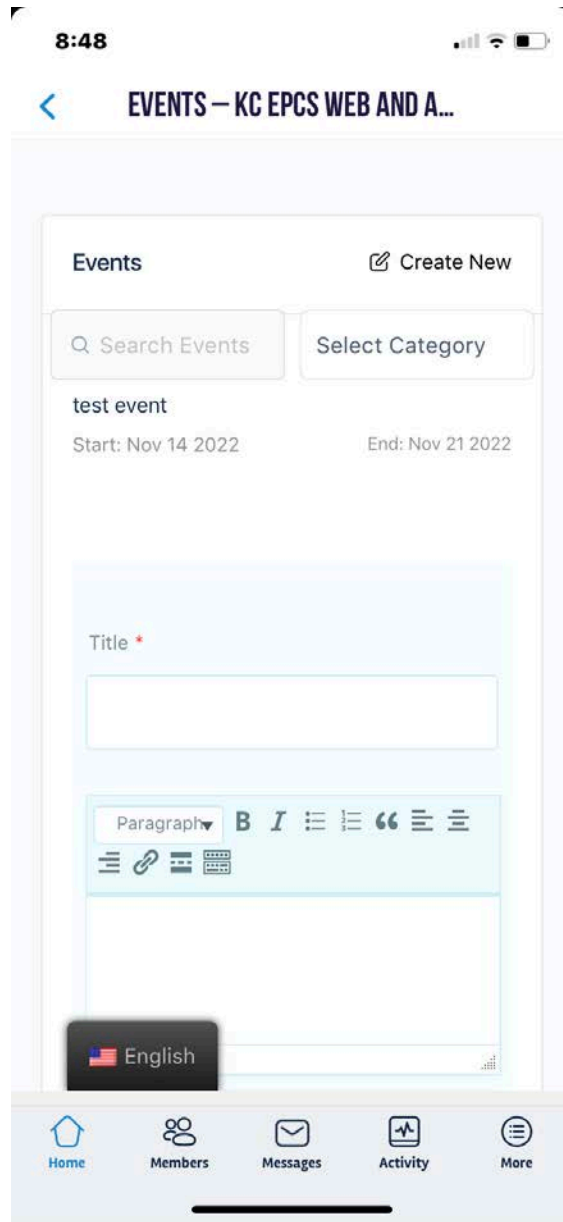 8:48
EVENTS – KC EPCS WEB AND A...
Events
Create New
Search Events
Select Category
test event
Start: Nov 14 2022
End: Nov 21 2022
Title *
Paragraph
B I
English
Home
Members
Messages
Activity
More